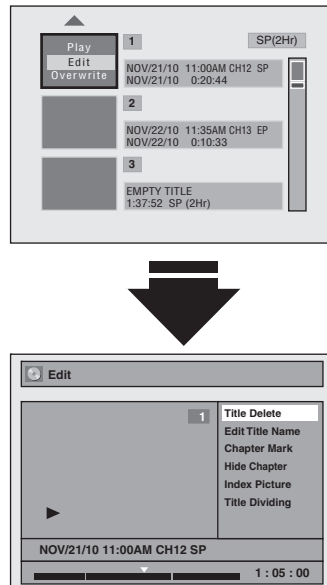 Play
Edit
Overwrite
1
SP(2Hr)
NOV/21/10 11:00AM CH12 SP
NOV/21/10 0:20:44
2
NOV/22/10 11:35AM CH13 EP
NOV/22/10 0:10:33
3
EMPTY TITLE
1:37:52 SP (2Hr)
Edit
1
Title Delete
Edit Title Name
Chapter Mark
Hide Chapter
Index Picture
Title Dividing
NOV/21/10 11:00AM CH12 SP
1 : 05 : 00